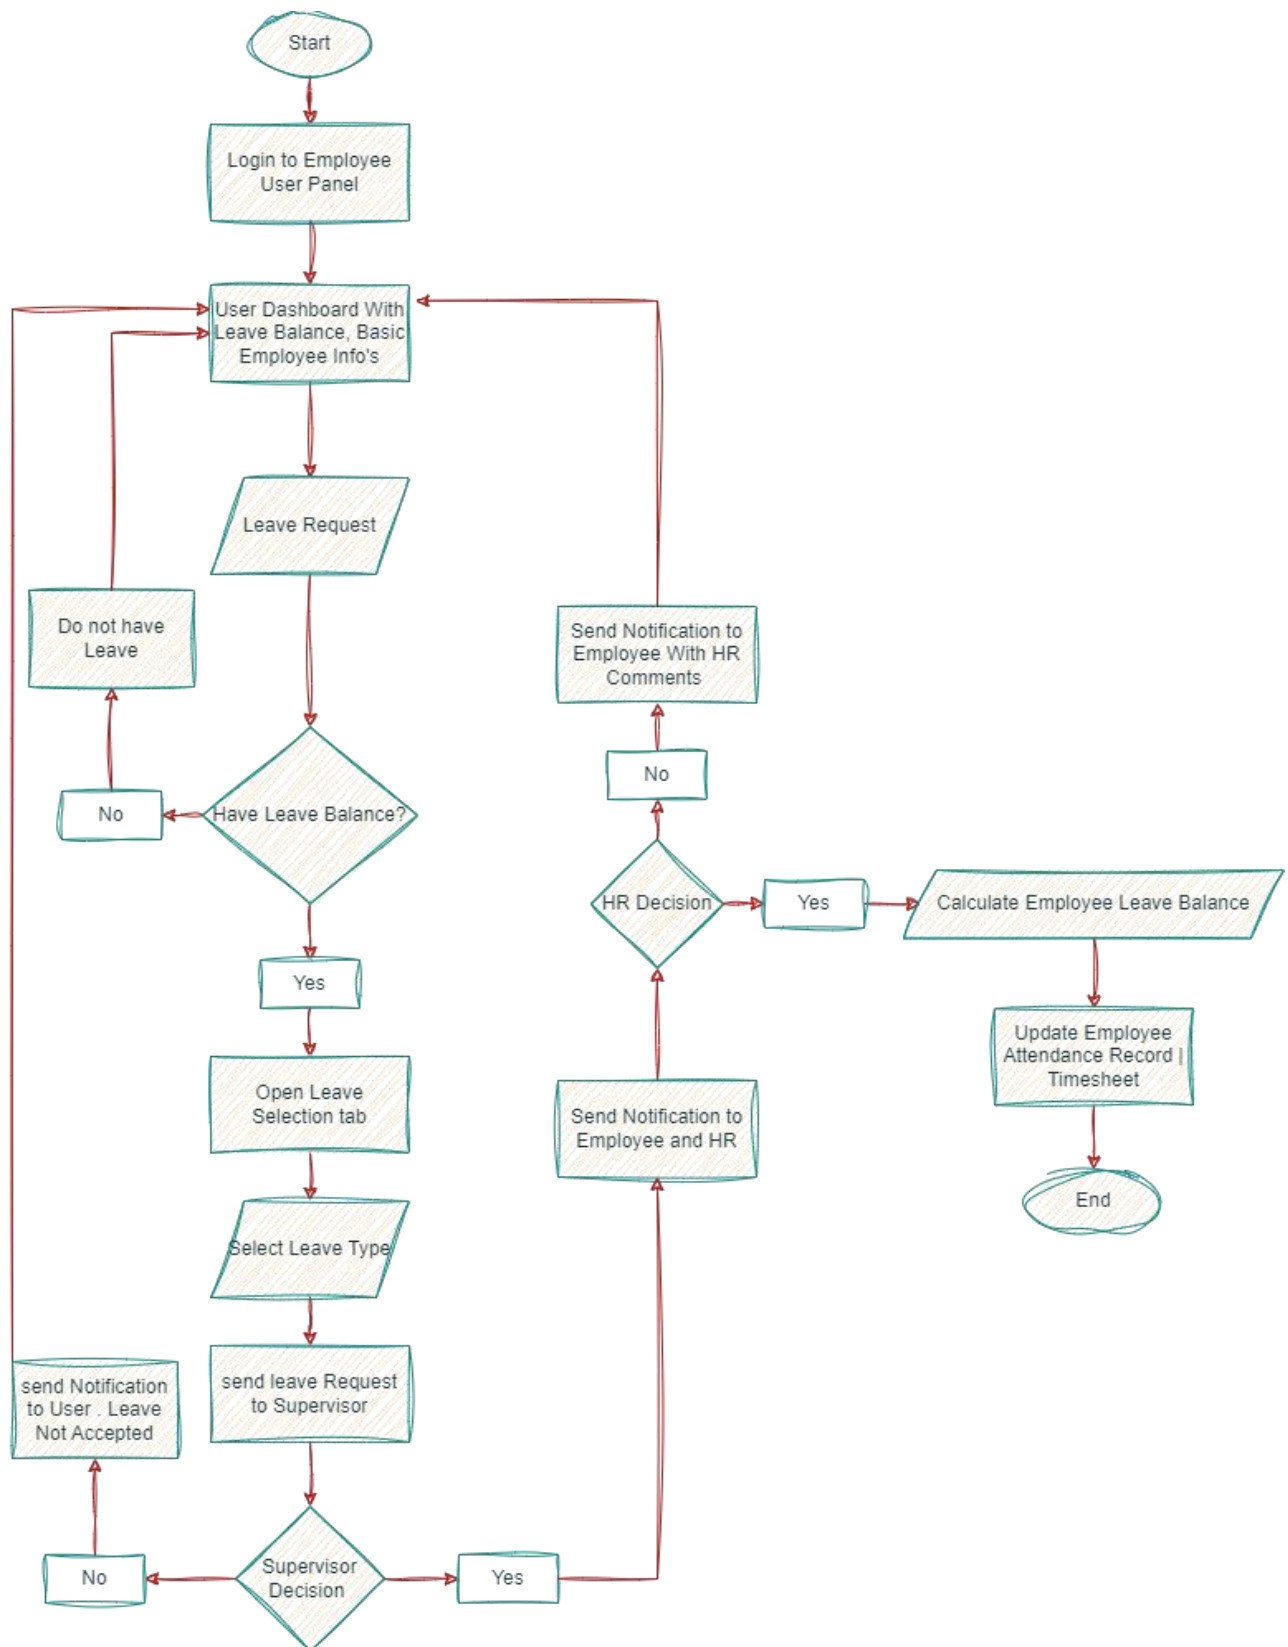 Start
Login to Employee
User Panel
User Dashboard With
Leave Balance, Basic
Employee Info's
Leave Request
Do not have
Leave
No
Have Leave Balance?
Yes
Open Leave
Selection tab
Select Leave Type
send leave Request
to Supervisor
send Notification
to User . Leave
Not Accepted
No
Supervisor
Decision
Yes
Send Notification to
Employee and HR
HR Decision
No
Send Notification to
Employee With HR
Comments
Yes
Calculate Employee Leave Balance
Update Employee
Attendance Record |
Timesheet
End